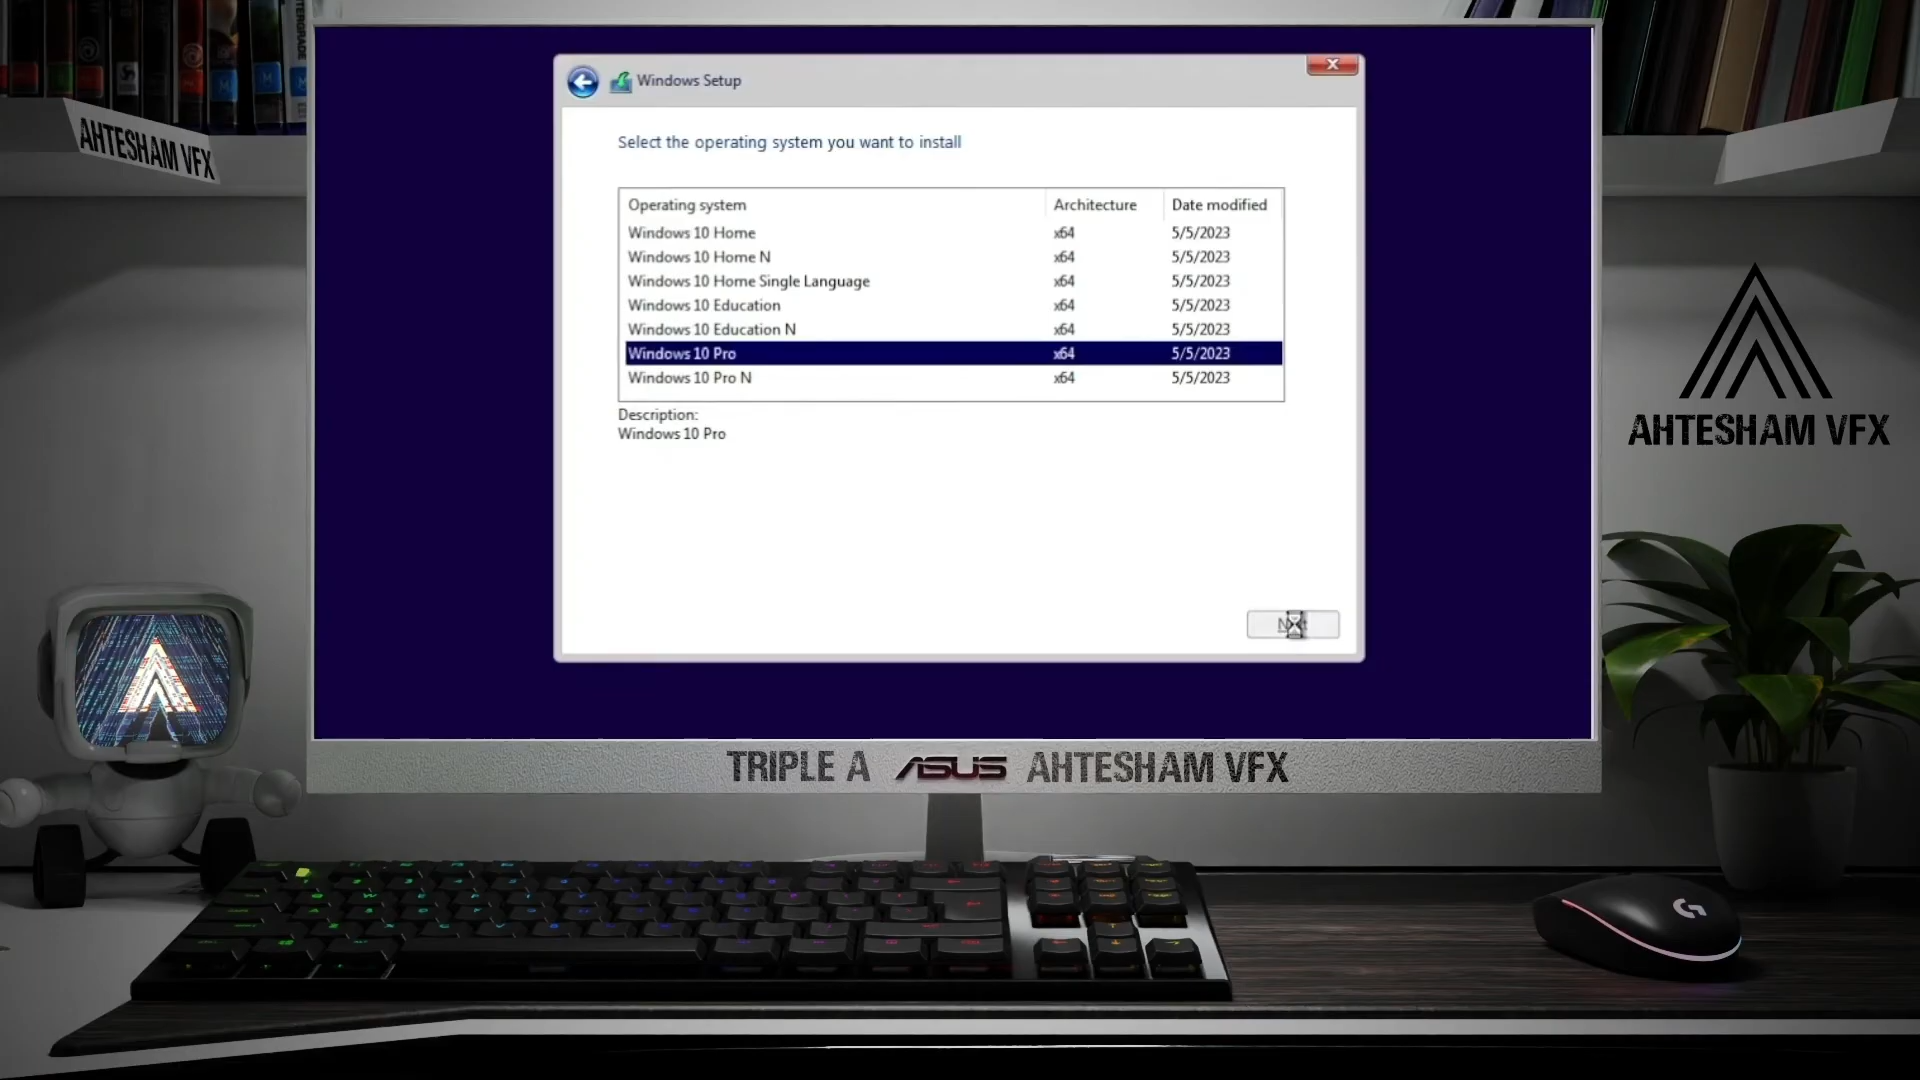 AHTESHAM VFX
Windows Setup
Select the operating system you want to install
Operating system Architecture Date modified
Windows 10 Home x64 5/5/2023
Windows 10 Home N x64 5/5/2023
Windows 10 Home Single Language x64 5/5/2023
Windows 10 Education x64 5/5/2023
Windows 10 Education N x64 5/5/2023
Windows 10 Pro x64 5/5/2023
Windows 10 Pro N x64 5/5/2023
Description:
Windows 10 Pro
AHTESHAM VFX
TRIPLE A ASUS AHTESHAM VFX